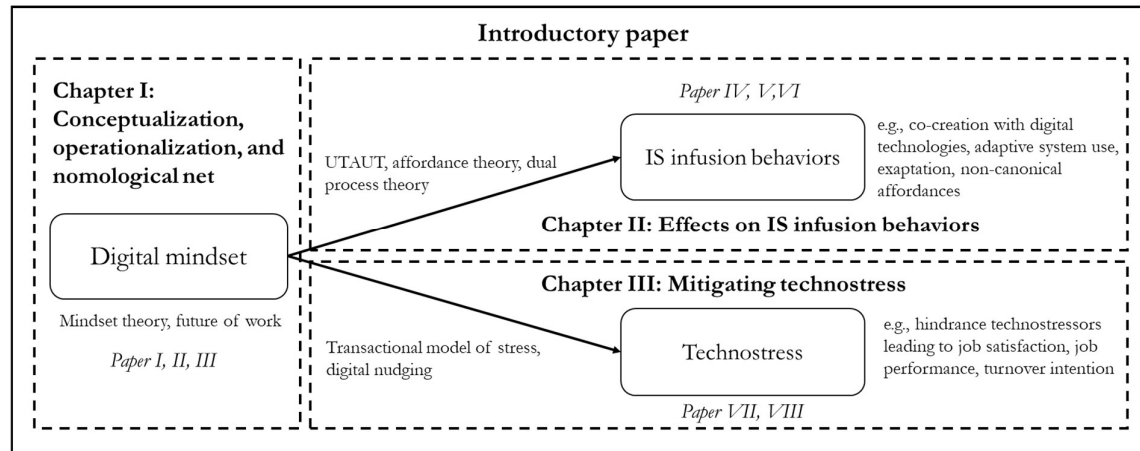 Introductory paper
Chapter I:
Conceptualization,
operationalization, and
nomological net
Digital mindset
Mindset theory, future of work
Paper I, II, III
Paper IV, V,VI
UTAUT, affordance theory, dual
process theory
IS infusion behaviors
e.g., co-creation with digital
technologies, adaptive system use,
exaptation, non-canonical
affordances
Chapter II: Effects on IS infusion behaviors
Chapter III: Mitigating technostress
Transactional model of stress,
digital nudging
Technostress
e.g., hindrance technostressors
leading to job satisfaction, job
performance, turnover intention
Paper VII, VIII